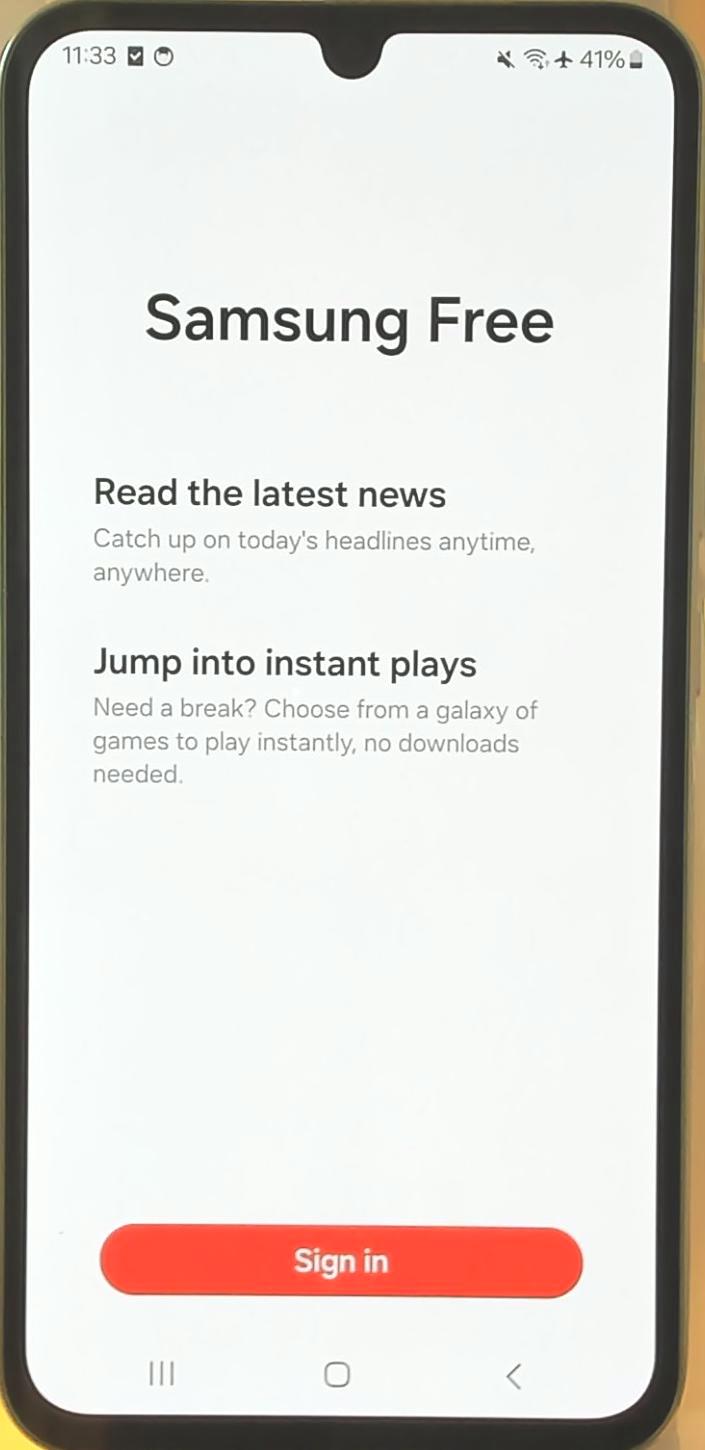 11:33 41%
Samsung Free
Read the latest news
Catch up on today's headlines anytime,
anywhere.
Jump into instant plays
Need a break? Choose from a galaxy of
games to play instantly, no downloads
needed.
Sign in